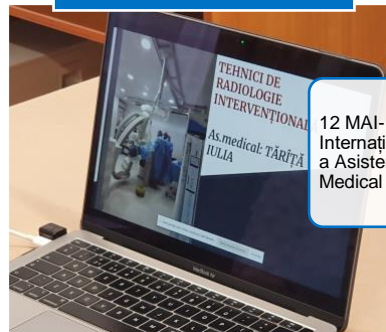 TEHNICI DE
RADIOLOGIE
INTERVENȚIONAL
As.medical: TĂRÎȚĂ
IULIA
12 MAI-
Internați
a Asiste
Medical
MacBook Air